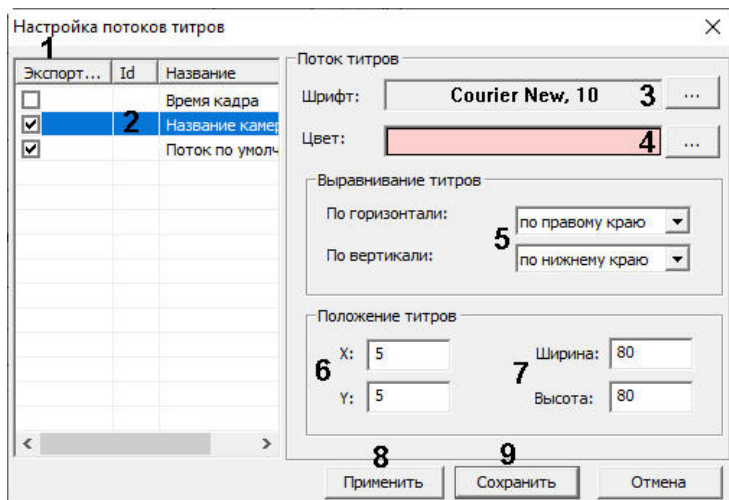 Настройка потоков титров
1
Экспорт... Id Название
Время кадра
2 Название камер
Поток по умолч
Поток титров
Шрифт: Courier New, 10 3 ...
Цвет: 4 ...
Выравнивание титров
По горизонтали: по правому краю
5
По вертикали: по нижнему краю
Положение титров
X: 5 Ширина: 80
6 7
Y: 5 Высота: 80
8 9
Применить Сохранить Отмена